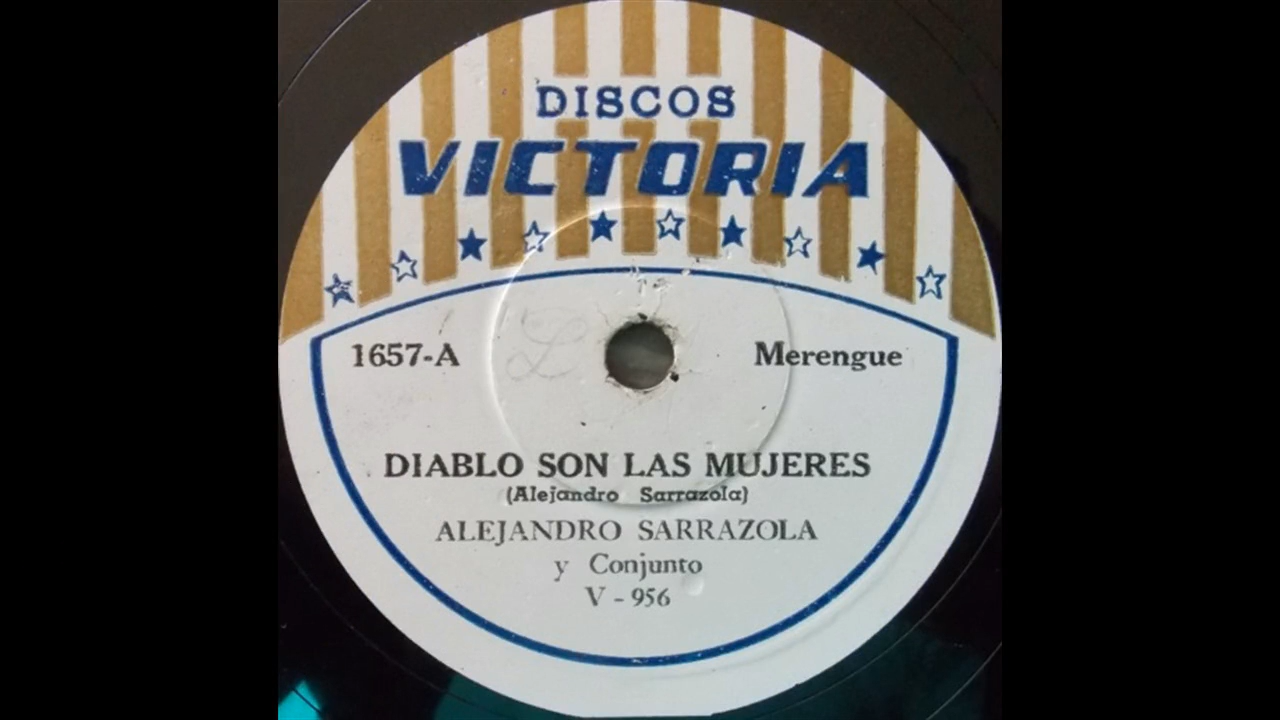 DISCOS
VICTORIA
1657-A
Merengue
DIABLO SON LAS MUJERES
(Alejandro Sarrazola)
ALEJANDRO SARRAZOLA
y Conjunto
V - 956